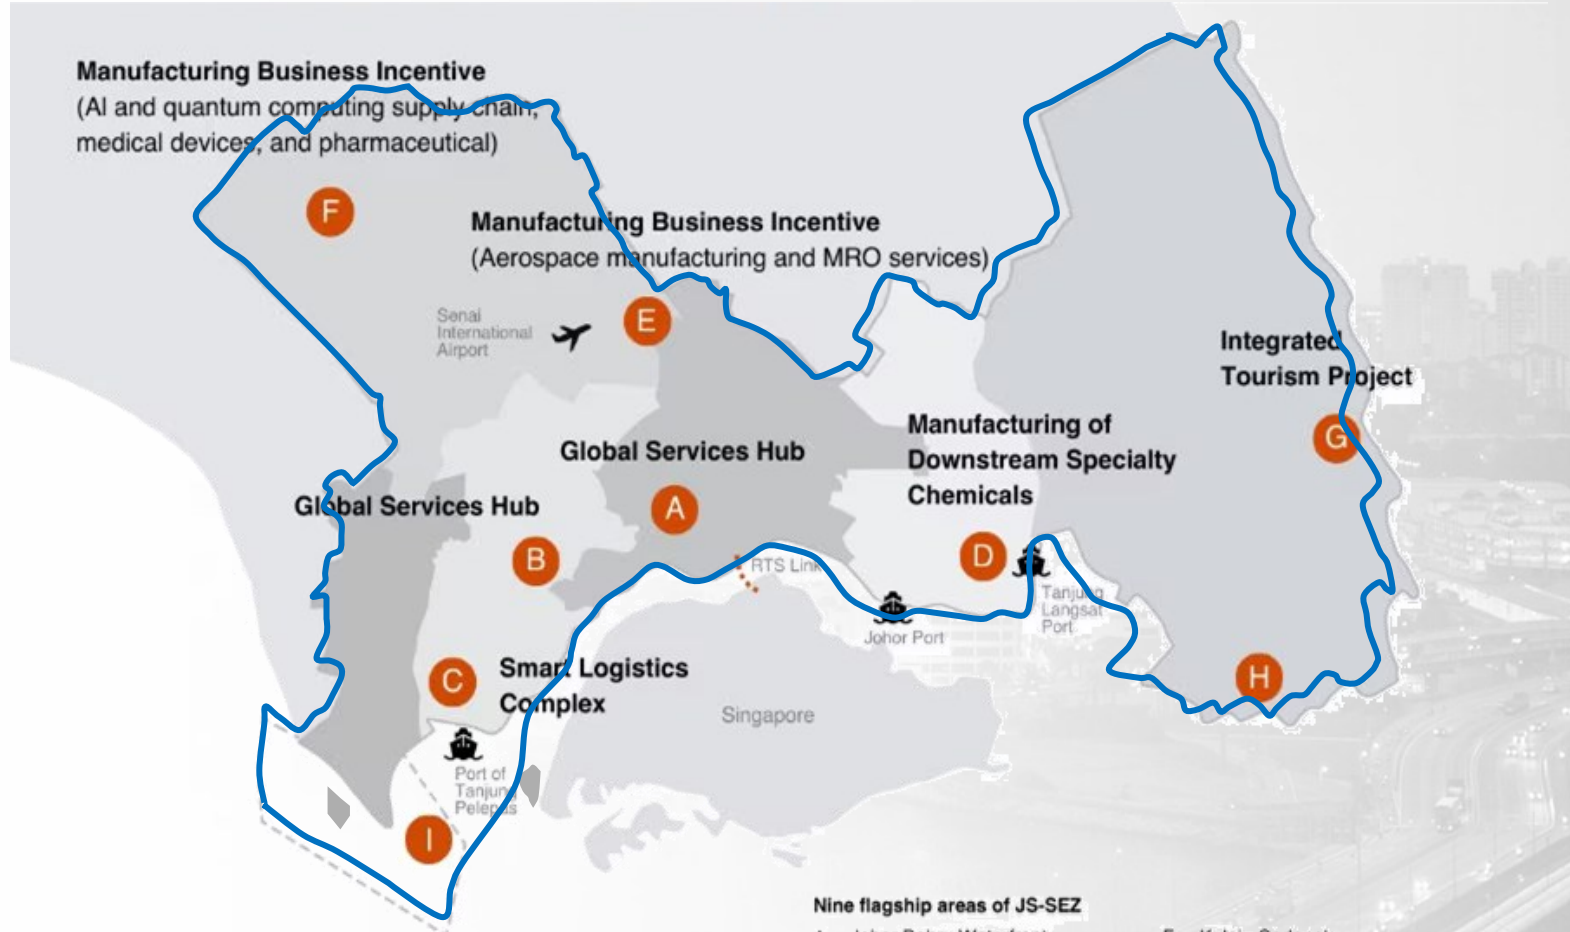 Manufacturing Business Incentive
(AI and quantum computing supply chain,
medical devices, and pharmaceutical)
F
Manufacturing Business Incentive
(Aerospace manufacturing and MRO services)
Senai
International
Airport
E
Integrated
Tourism Project
G
Manufacturing of
Downstream Specialty
Chemicals
Global Services Hub
A
Global Services Hub
B
D
RTS Link
Tanjung
Langsat
Port
Johor Port
C
Smart Logistics
Complex
H
Singapore
Port of
Tanjung
Pelepas
I
Nine flagship areas of JS-SEZ